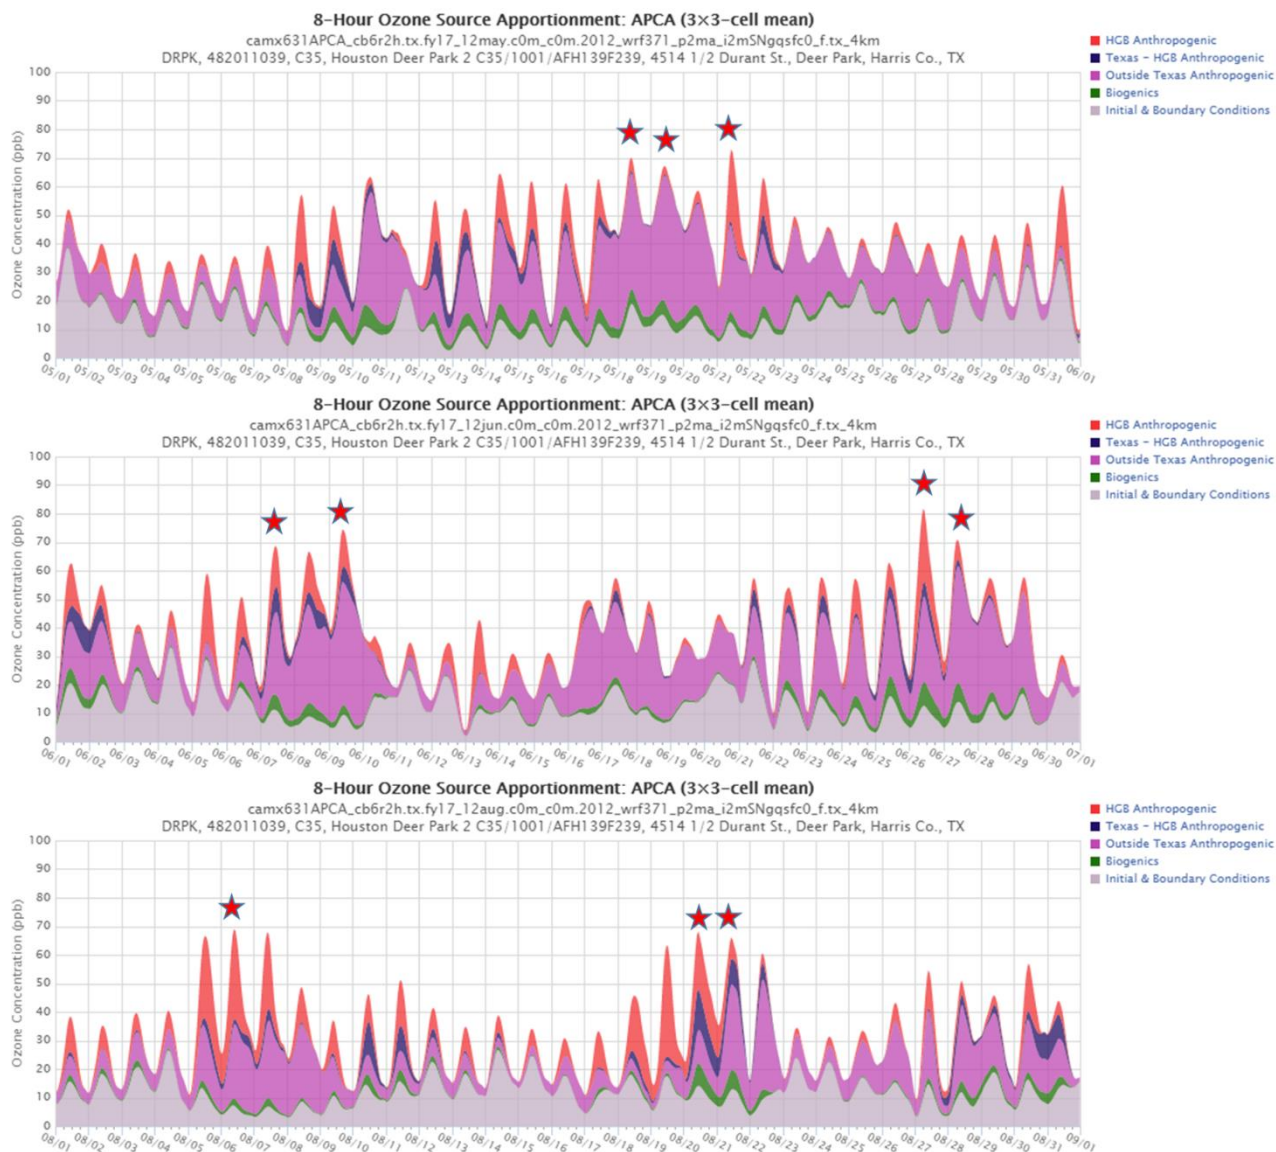 8-Hour Ozone Source Apportionment: APCA (3×3-cell mean)
camx631APCA_cb6r2h.tx.fy17_12may.c0m_c0m.2012_wrf371_p2ma_i2mSNgqsfc0_f.tx_4km
DRPK, 482011039, C35, Houston Deer Park 2 C35/1001/AFH139F239, 4514 1/2 Durant St., Deer Park, Harris Co., TX
HGB Anthropogenic
Texas - HGB Anthropogenic
Outside Texas Anthropogenic
Biogenics
Initial & Boundary Conditions
Ozone Concentration (ppb)
100
90
80
70
60
50
40
30
20
10
0
05/01 05/02 05/03 05/04 05/05 05/06 05/07 05/08 05/09 05/10 05/11 05/12 05/13 05/14 05/15 05/16 05/17 05/18 05/19 05/20 05/21 05/22 05/23 05/24 05/25 05/26 05/27 05/28 05/29 05/30 05/31 06/01
8-Hour Ozone Source Apportionment: APCA (3×3-cell mean)
camx631APCA_cb6r2h.tx.fy17_12jun.c0m_c0m.2012_wrf371_p2ma_i2mSNgqsfc0_f.tx_4km
DRPK, 482011039, C35, Houston Deer Park 2 C35/1001/AFH139F239, 4514 1/2 Durant St., Deer Park, Harris Co., TX
HGB Anthropogenic
Texas - HGB Anthropogenic
Outside Texas Anthropogenic
Biogenics
Initial & Boundary Conditions
Ozone Concentration (ppb)
100
90
80
70
60
50
40
30
20
10
0
06/01 06/02 06/03 06/04 06/05 06/06 06/07 06/08 06/09 06/10 06/11 06/12 06/13 06/14 06/15 06/16 06/17 06/18 06/19 06/20 06/21 06/22 06/23 06/24 06/25 06/26 06/27 06/28 06/29 06/30 07/01
8-Hour Ozone Source Apportionment: APCA (3×3-cell mean)
camx631APCA_cb6r2h.tx.fy17_12aug.c0m_c0m.2012_wrf371_p2ma_i2mSNgqsfc0_f.tx_4km
DRPK, 482011039, C35, Houston Deer Park 2 C35/1001/AFH139F239, 4514 1/2 Durant St., Deer Park, Harris Co., TX
HGB Anthropogenic
Texas - HGB Anthropogenic
Outside Texas Anthropogenic
Biogenics
Initial & Boundary Conditions
Ozone Concentration (ppb)
100
90
80
70
60
50
40
30
20
10
0
08/01 08/02 08/03 08/04 08/05 08/06 08/07 08/08 08/09 08/10 08/11 08/12 08/13 08/14 08/15 08/16 08/17 08/18 08/19 08/20 08/21 08/22 08/23 08/24 08/25 08/26 08/27 08/28 08/29 08/30 08/31 09/01